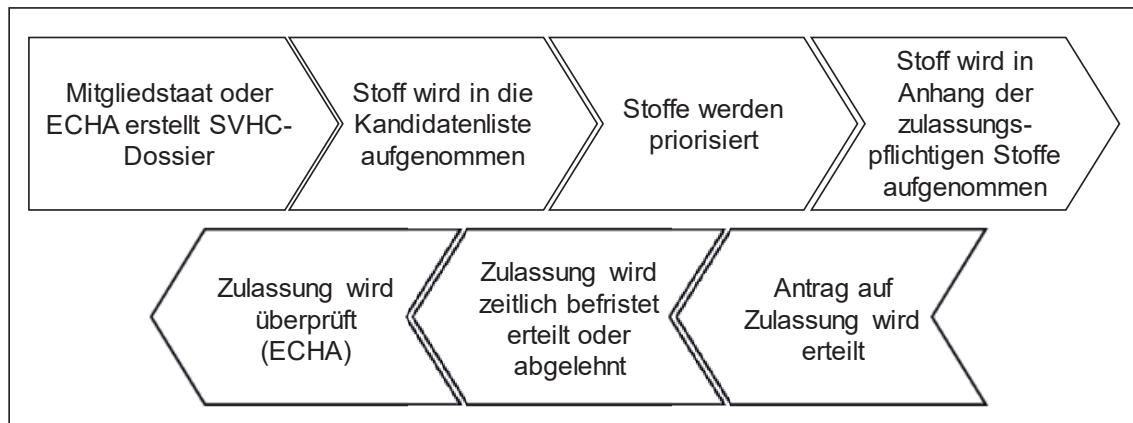 Mitgliedstaat oder
ECHA erstellt SVHC-
Dossier
Stoff wird in die
Kandidatenliste
aufgenommen
Stoffe werden
priorisiert
Stoff wird in
Anhang der
zulassungs-
pflichtigen Stoffe
aufgenommen
Antrag auf
Zulassung wird
erteilt
Zulassung wird
zeitlich befristet
erteilt oder
abgelehnt
Zulassung wird
überprüft
(ECHA)